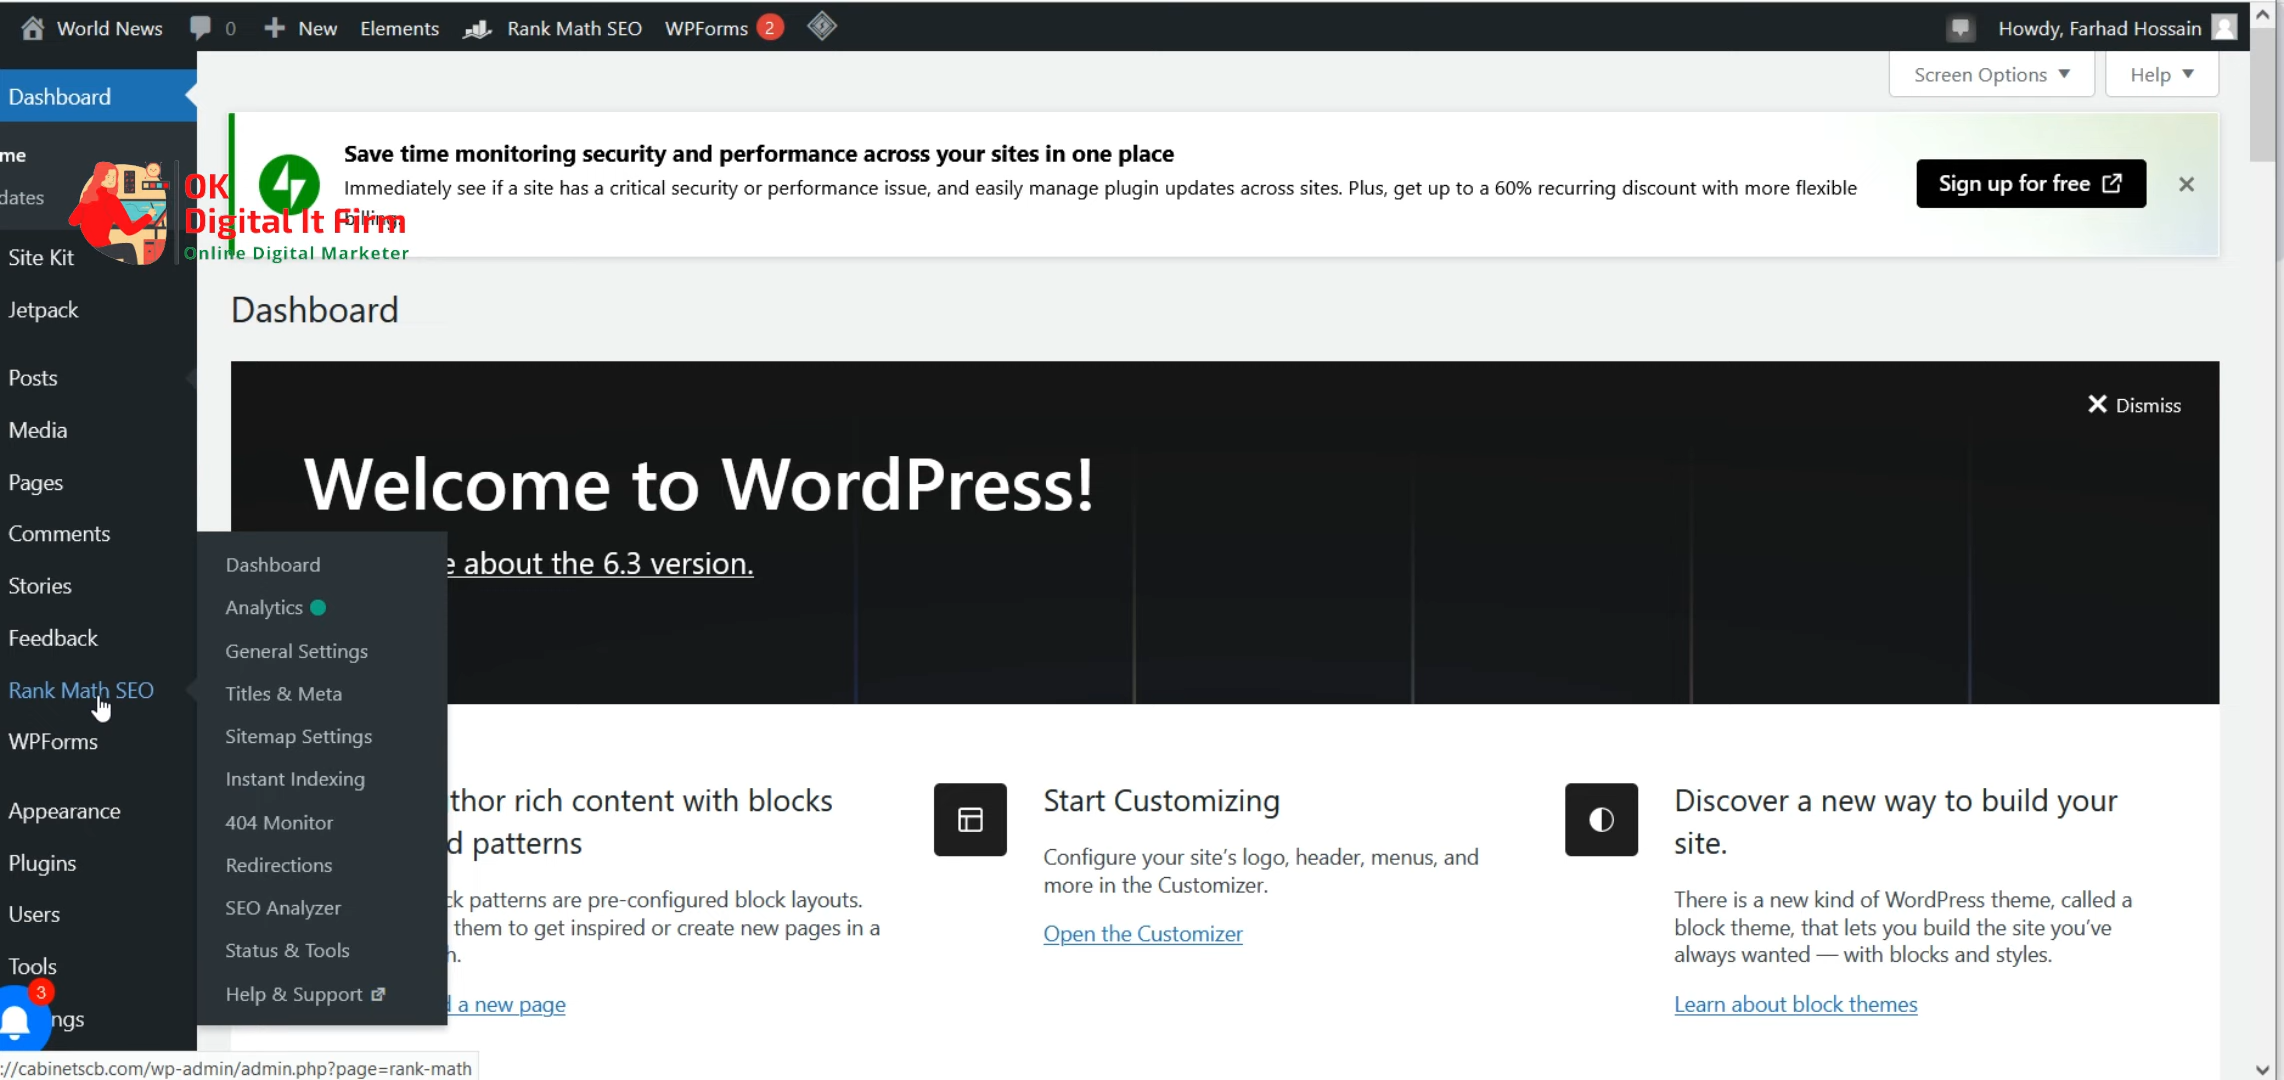 World News
0
New
Elements
Rank Math SEO
WPForms
2
Howdy, Farhad Hossain
Screen Options
Help
Dashboard
me
dates
Site Kit
Jetpack
Posts
Media
Pages
Comments
Stories
Feedback
Rank Math SEO
WPForms
Appearance
Plugins
Users
Tools
3
ngs
OK
Digital It Firm
Online Digital Marketer
Save time monitoring security and performance across your sites in one place
Immediately see if a site has a critical security or performance issue, and easily manage plugin updates across sites. Plus, get up to a 60% recurring discount with more flexible
billing.
Sign up for free
Dashboard
Dismiss
Welcome to WordPress!
e about the 6.3 version.
Dashboard
Analytics
General Settings
Titles & Meta
Sitemap Settings
Instant Indexing
404 Monitor
Redirections
SEO Analyzer
Status & Tools
Help & Support
thor rich content with blocks
d patterns
ck patterns are pre-configured block layouts.
them to get inspired or create new pages in a
h.
d a new page
Start Customizing
Configure your site's logo, header, menus, and
more in the Customizer.
Open the Customizer
Discover a new way to build your
site.
There is a new kind of WordPress theme, called a
block theme, that lets you build the site you've
always wanted — with blocks and styles.
Learn about block themes
://cabinetscb.com/wp-admin/admin.php?page=rank-math